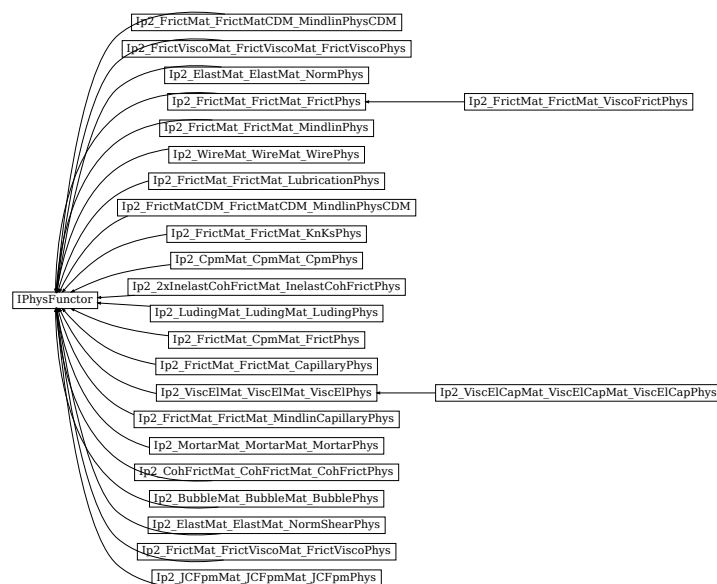 Ip2_FrictMat_FrictMatCDM_MindlinPhysCDM
Ip2_FrictViscoMat_FrictViscoMat_FrictViscoPhys
Ip2_ElastMat_ElastMat_NormPhys
Ip2_FrictMat_FrictMat_FrictPhys
Ip2_FrictMat_FrictMat_ViscoFrictPhys
Ip2_FrictMat_FrictMat_MindlinPhys
Ip2_WireMat_WireMat_WirePhys
Ip2_FrictMat_FrictMat_LubricationPhys
Ip2_FrictMatCDM_FrictMatCDM_MindlinPhysCDM
Ip2_FrictMat_FrictMat_KnKsPhys
Ip2_CpmMat_CpmMat_CpmPhys
Ip2_2xInelastCohFrictMat_InelastCohFrictPhys
IPhysFunctor
Ip2_LudingMat_LudingMat_LudingPhys
Ip2_FrictMat_CpmMat_FrictPhys
Ip2_FrictMat_FrictMat_CapillaryPhys
Ip2_ViscElMat_ViscElMat_ViscElPhys
Ip2_ViscElCapMat_ViscElCapMat_ViscElCapPhys
Ip2_FrictMat_FrictMat_MindlinCapillaryPhys
Ip2_MortarMat_MortarMat_MortarPhys
Ip2_CohFrictMat_CohFrictMat_CohFrictPhys
Ip2_BubbleMat_BubbleMat_BubblePhys
Ip2_ElastMat_ElastMat_NormShearPhys
Ip2_FrictMat_FrictViscoMat_FrictViscoPhys
Ip2_JCFpmMat_JCFpmMat_JCFpmPhys